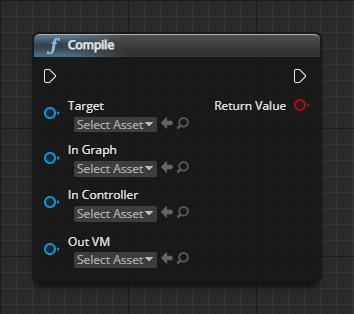 f Compile
Target Return Value
Select Asset
In Graph
Select Asset
In Controller
Select Asset
Out VM
Select Asset